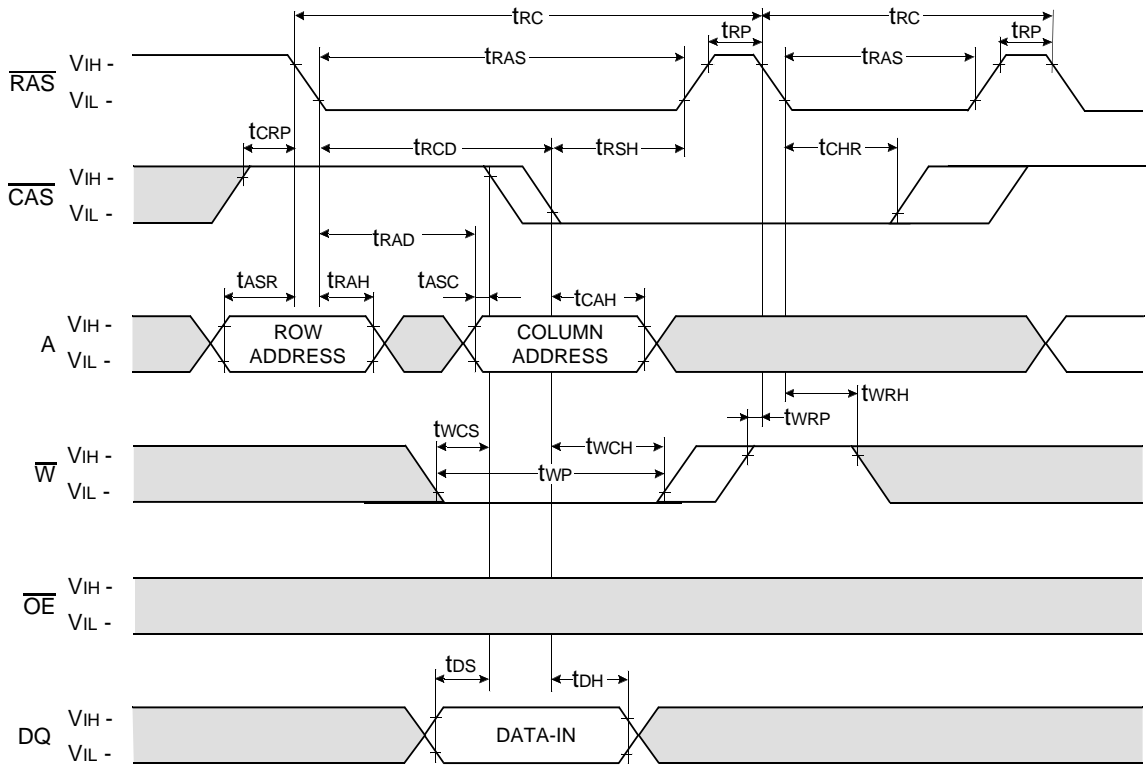 tRC tRC
tRP tRP
RAS VIH - tRAS tRAS
VIL -
tCRP tRCD tRSH tCHR
CAS VIH -
VIL -
tRAD
tASR tRAH tASC tCAH
A VIH - ROW COLUMN
VIL - ADDRESS ADDRESS
tWRH
tWRP
tWCS tWCH
W VIH - tWP
VIL -
OE VIH -
VIL -
tDS tDH
DQ VIH - DATA-IN
VIL -